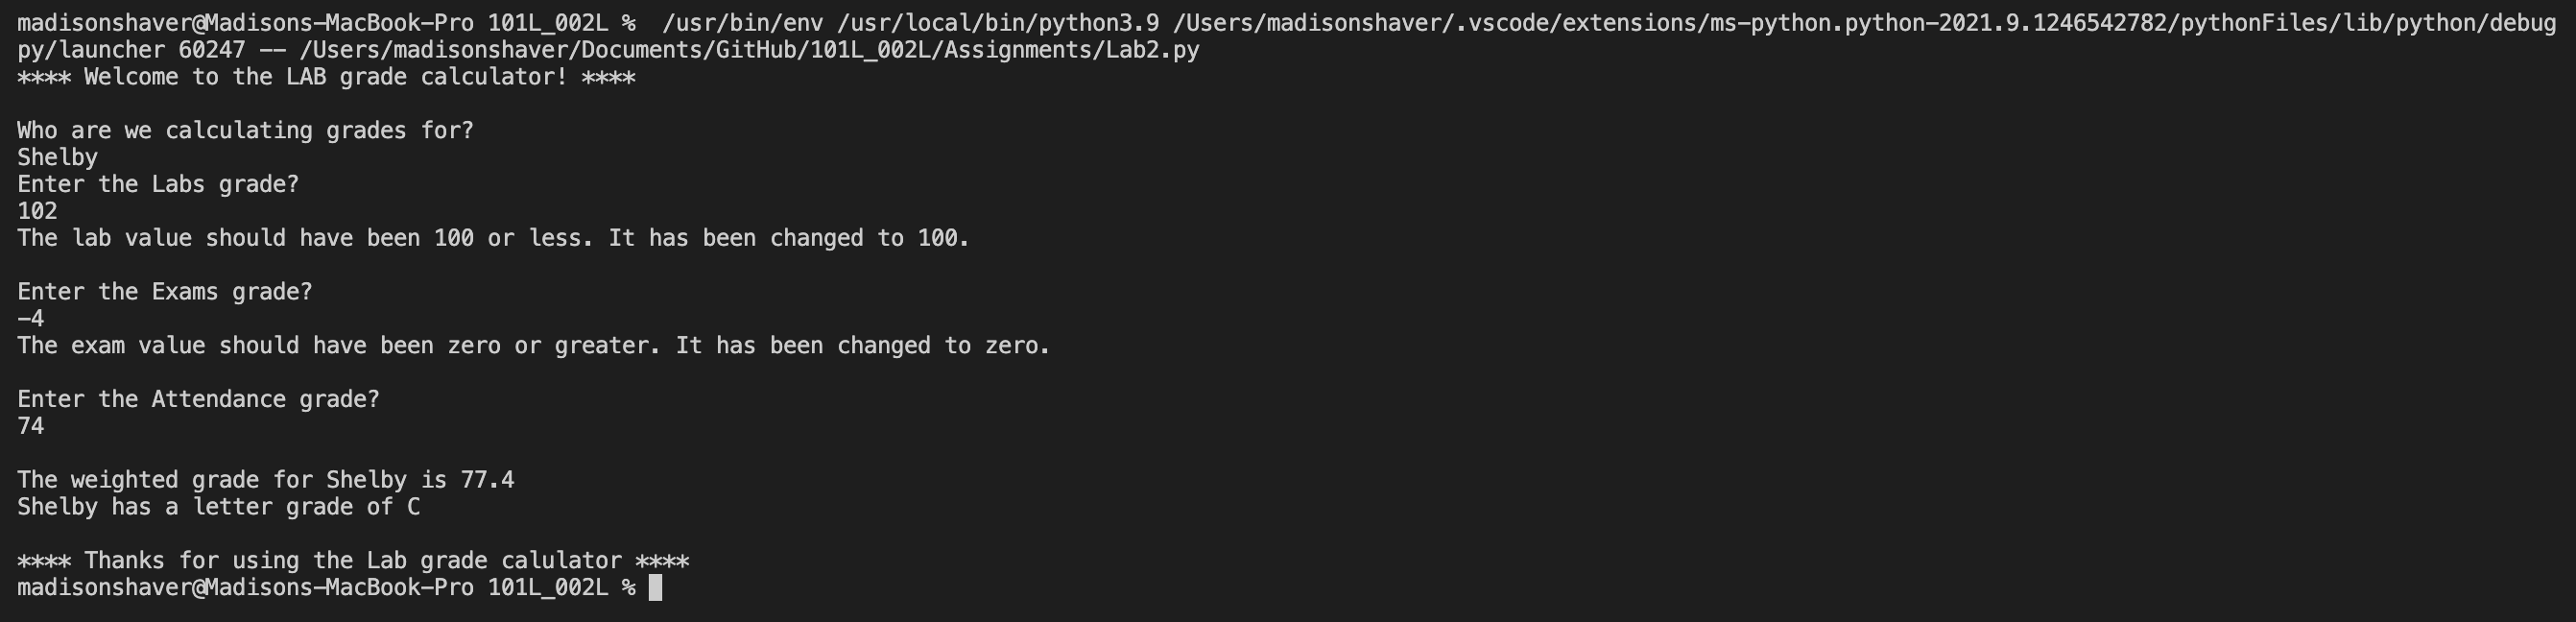 madisonshaver@Madisons-MacBook-Pro 101L_002L %  /usr/bin/env /usr/local/bin/python3.9 /Users/madisonshaver/.vscode/extensions/ms-python.python-2021.9.1246542782/pythonFiles/lib/python/debug
py/launcher 60247 -- /Users/madisonshaver/Documents/GitHub/101L_002L/Assignments/Lab2.py
**** Welcome to the LAB grade calculator! ****
Who are we calculating grades for?
Shelby
Enter the Labs grade?
102
The lab value should have been 100 or less. It has been changed to 100.
Enter the Exams grade?
-4
The exam value should have been zero or greater. It has been changed to zero.
Enter the Attendance grade?
74
The weighted grade for Shelby is 77.4
Shelby has a letter grade of C
**** Thanks for using the Lab grade calulator ****
madisonshaver@Madisons-MacBook-Pro 101L_002L %